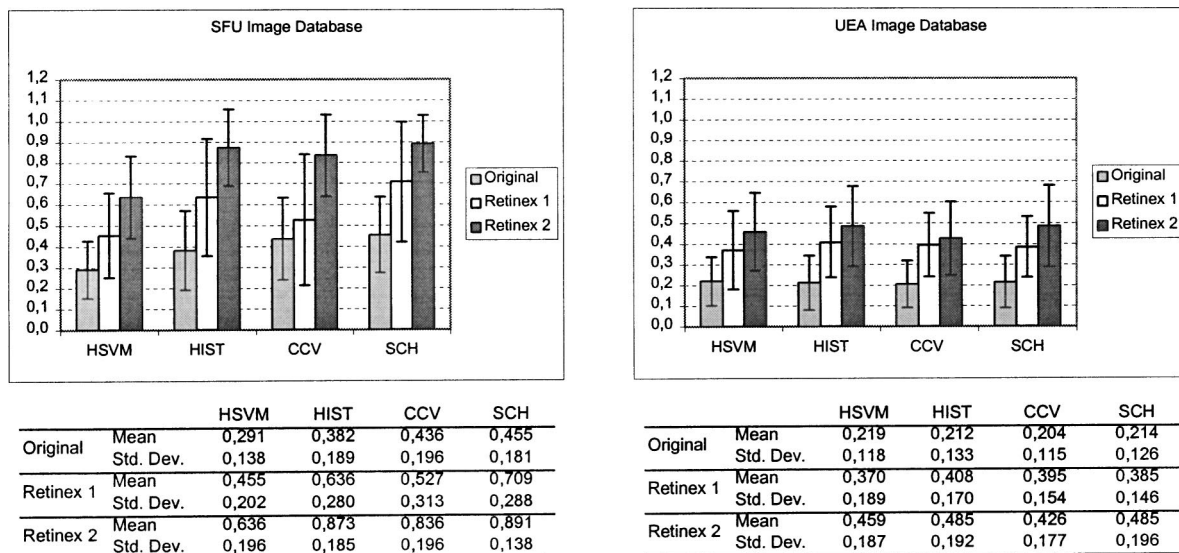 SFU Image Database
1,2
1,1
1,0
0,9
0,8
0,7
0,6
0,5
0,4
0,3
0,2
0,1
0,0
HSVM HIST CCV SCH
Original
Retinex 1
Retinex 2
HSVM HIST CCV SCH
Original Mean 0,291 0,382 0,436 0,455
Std. Dev. 0,138 0,189 0,196 0,181
Retinex 1 Mean 0,455 0,636 0,527 0,709
Std. Dev. 0,202 0,280 0,313 0,288
Retinex 2 Mean 0,636 0,873 0,836 0,891
Std. Dev. 0,196 0,185 0,196 0,138
UEA Image Database
1,2
1,1
1,0
0,9
0,8
0,7
0,6
0,5
0,4
0,3
0,2
0,1
0,0
HSVM HIST CCV SCH
Original
Retinex 1
Retinex 2
HSVM HIST CCV SCH
Original Mean 0,219 0,212 0,204 0,214
Std. Dev. 0,118 0,133 0,115 0,126
Retinex 1 Mean 0,370 0,408 0,395 0,385
Std. Dev. 0,189 0,170 0,154 0,146
Retinex 2 Mean 0,459 0,485 0,426 0,485
Std. Dev. 0,187 0,192 0,177 0,196